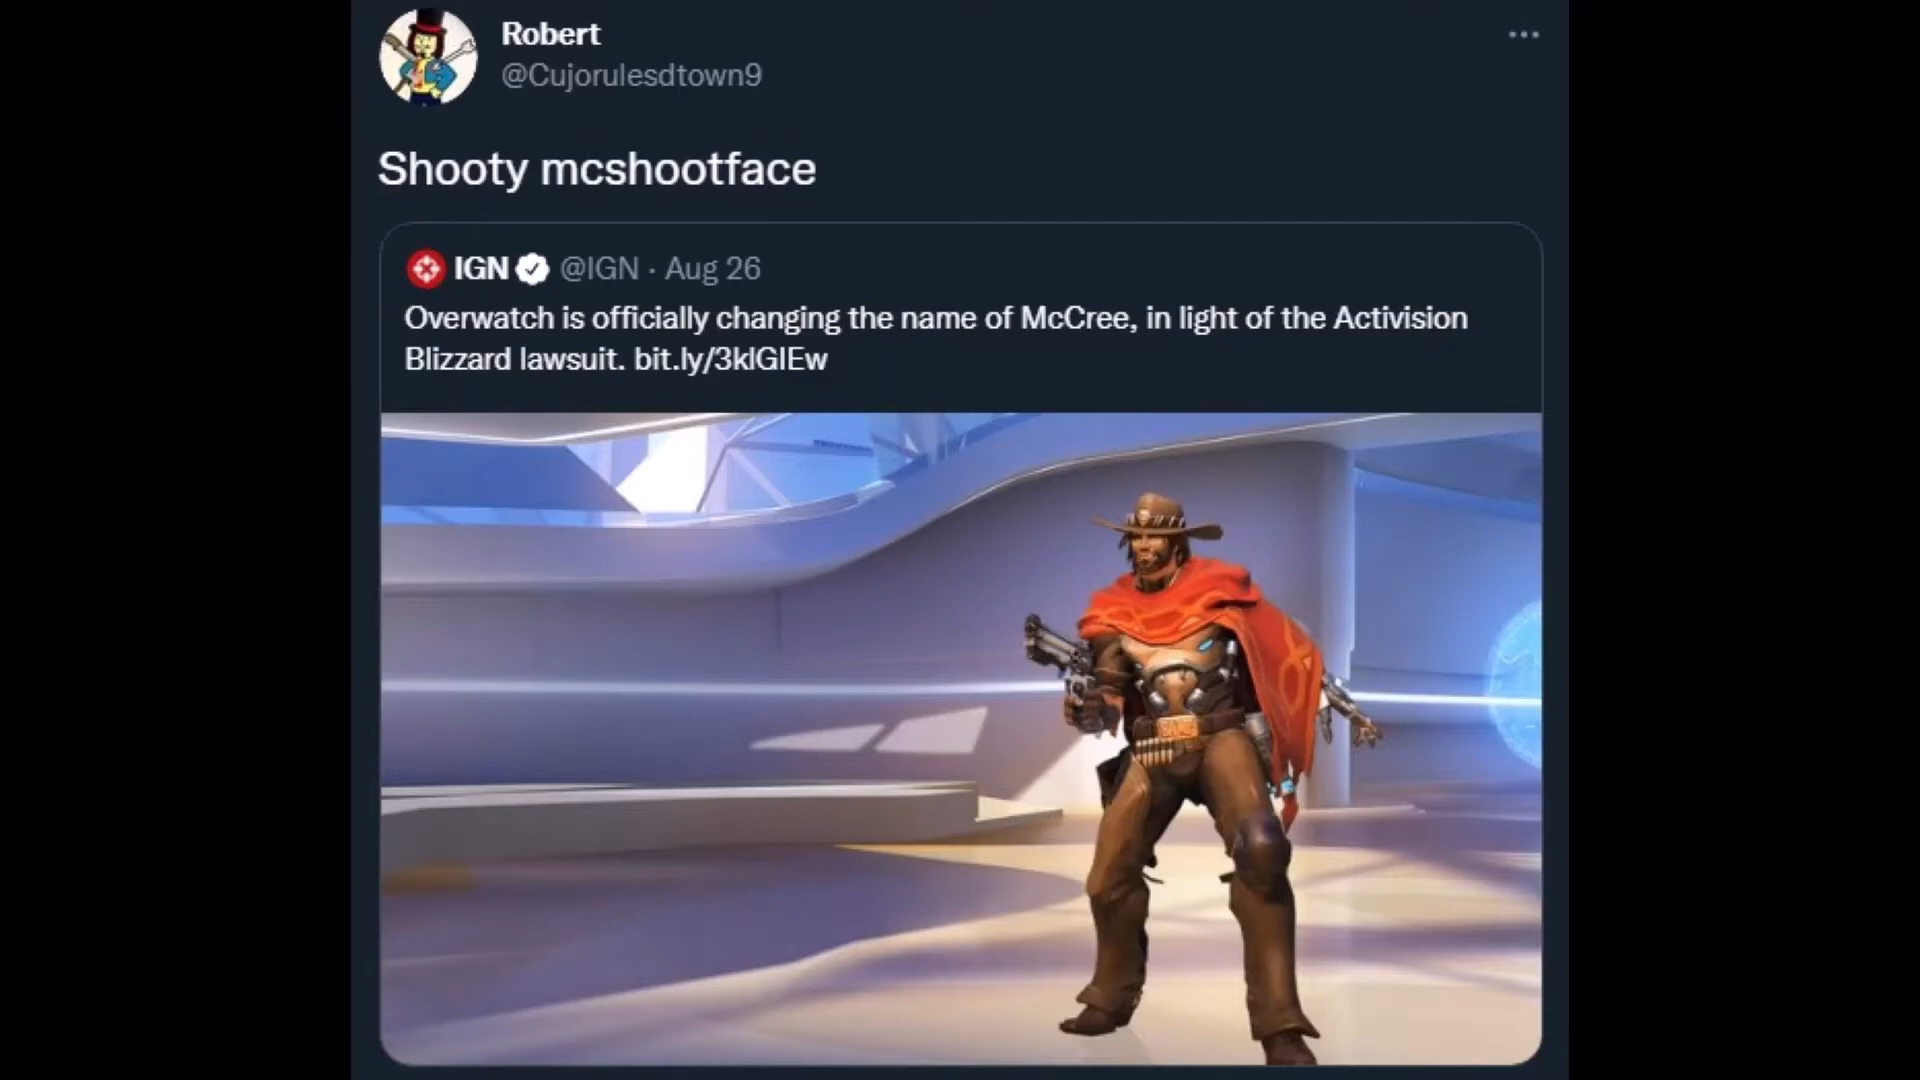 Robert
@Cujorulesdtown9
Shooty mcshootface
IGN @IGN · Aug 26
Overwatch is officially changing the name of McCree, in light of the Activision
Blizzard lawsuit. bit.ly/3klGIEw